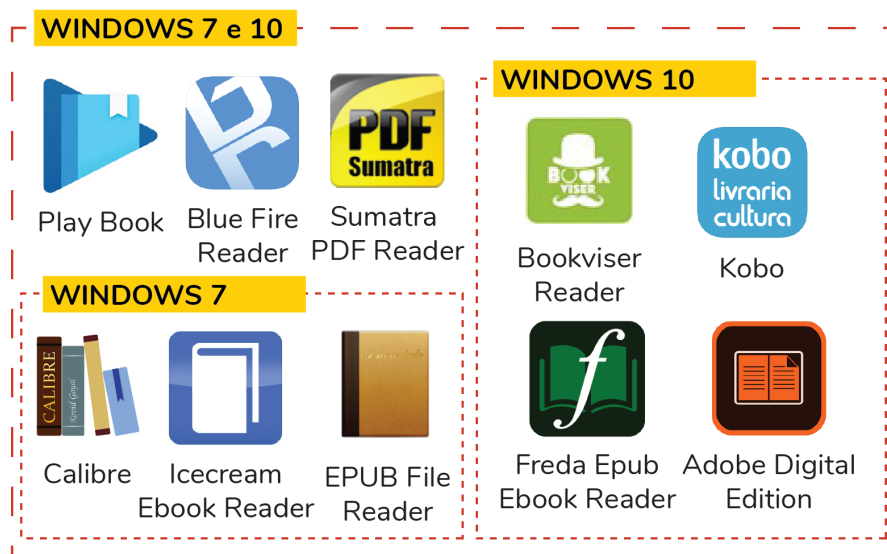 WINDOWS 7 e 10
Play Book
Blue Fire
Reader
PDF
Sumatra
Sumatra
PDF Reader
WINDOWS 7
CALIBRE
Kovid Goyal
Calibre
Icecream
Ebook Reader
EPUB File
Reader
WINDOWS 10
BOOK
VISER
Bookviser
Reader
kobo
livraria
cultura
Kobo
f
Freda Epub
Ebook Reader
Adobe Digital
Edition